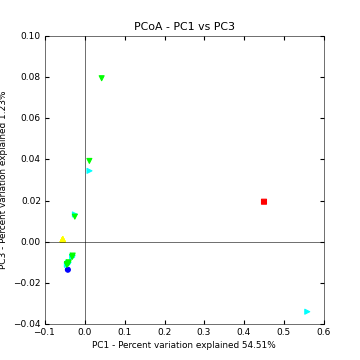 PCoA - PC1 vs PC3
0.10
0.08
0.06
0.04
0.02
0.00
−0.02
−0.04
PC3 - Percent variation explained 1.23%
−0.1 0.0 0.1 0.2 0.3 0.4 0.5 0.6
PC1 - Percent variation explained 54.51%